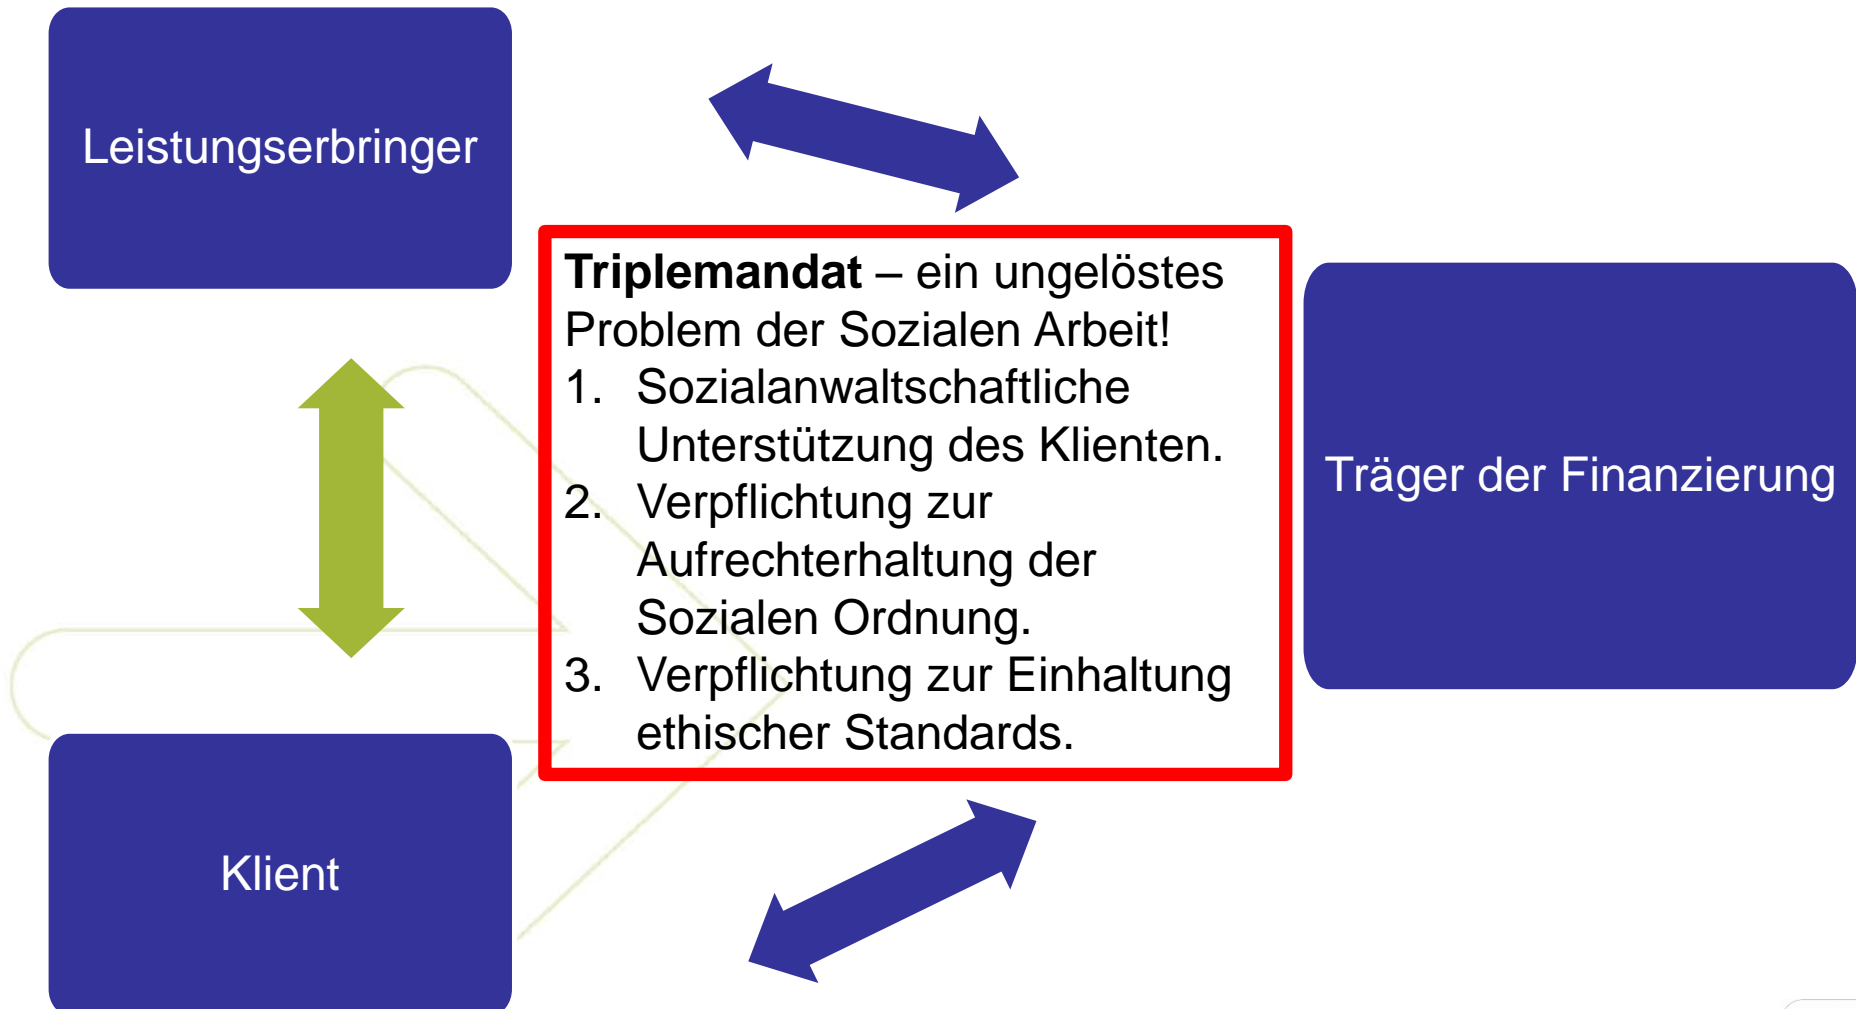 Leistungserbringer
Triplemandat – ein ungelöstes
Problem der Sozialen Arbeit!
1. Sozialanwaltschaftliche
Unterstützung des Klienten.
2. Verpflichtung zur
Aufrechterhaltung der
Sozialen Ordnung.
3. Verpflichtung zur Einhaltung
ethischer Standards.
Träger der Finanzierung
Klient